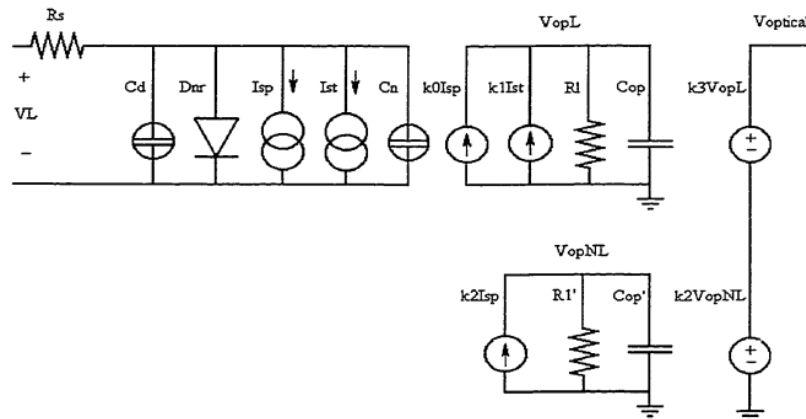 Rs
VopL
Voptical
+
VL
−
Cd
Dnr
Isp
Ist
Cn
k0Isp
k1Ist
Rl
Cop
k3VopL
+
−
VopNL
k2Isp
R1'
Cop'
k2VopNL
+
−